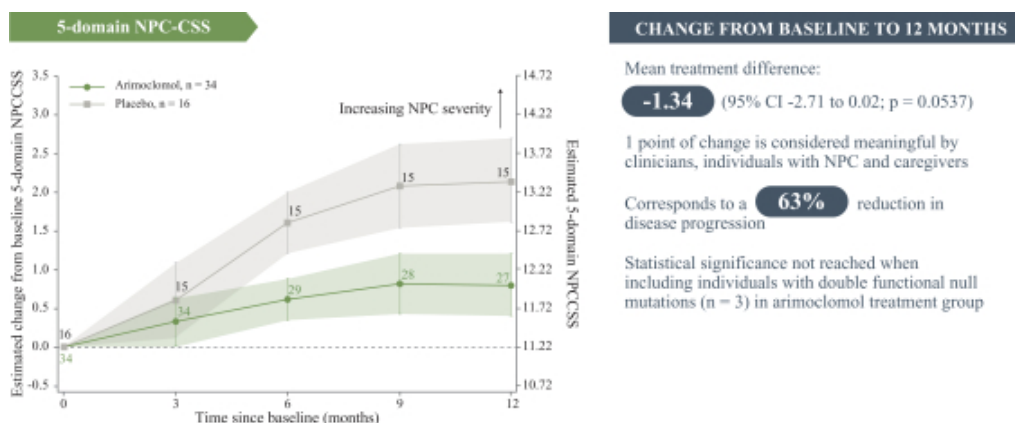 5-domain NPC-CSS
Estimated change from baseline 5-domain NPCCSS
3.5
3.0
2.5
2.0
1.5
1.0
0.5
0.0
-0.5
Arimoclomol, n = 34
Placebo, n = 16
Increasing NPC severity
16
34
15
34
15
29
15
28
15
27
0
3
6
9
12
Time since baseline (months)
14.72
14.22
13.72
13.22
12.72
12.22
11.72
11.22
10.72
Estimated 5-domain NPCCSS
CHANGE FROM BASELINE TO 12 MONTHS
Mean treatment difference:
-1.34 (95% CI -2.71 to 0.02; p = 0.0537)
1 point of change is considered meaningful by
clinicians, individuals with NPC and caregivers
Corresponds to a 63% reduction in
disease progression
Statistical significance not reached when
including individuals with double functional null
mutations (n = 3) in arimoclomol treatment group